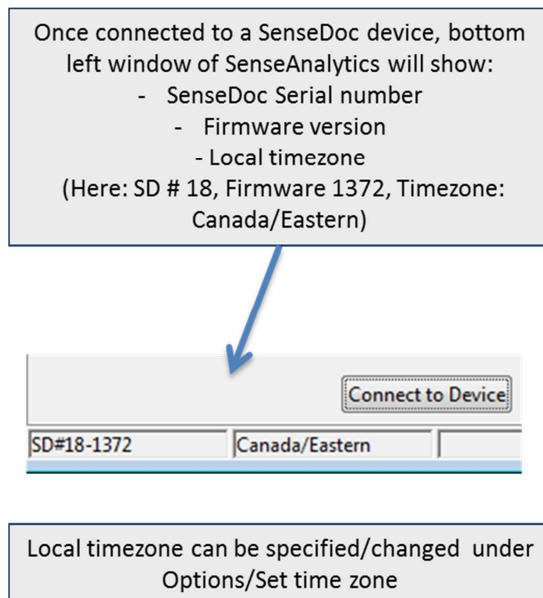 Once connected to a SenseDoc device, bottom
left window of SenseAnalytics will show:
- SenseDoc Serial number
- Firmware version
- Local timezone
(Here: SD # 18, Firmware 1372, Timezone:
Canada/Eastern)
Connect to Device
SD#18-1372 Canada/Eastern
Local timezone can be specified/changed under
Options/Set time zone